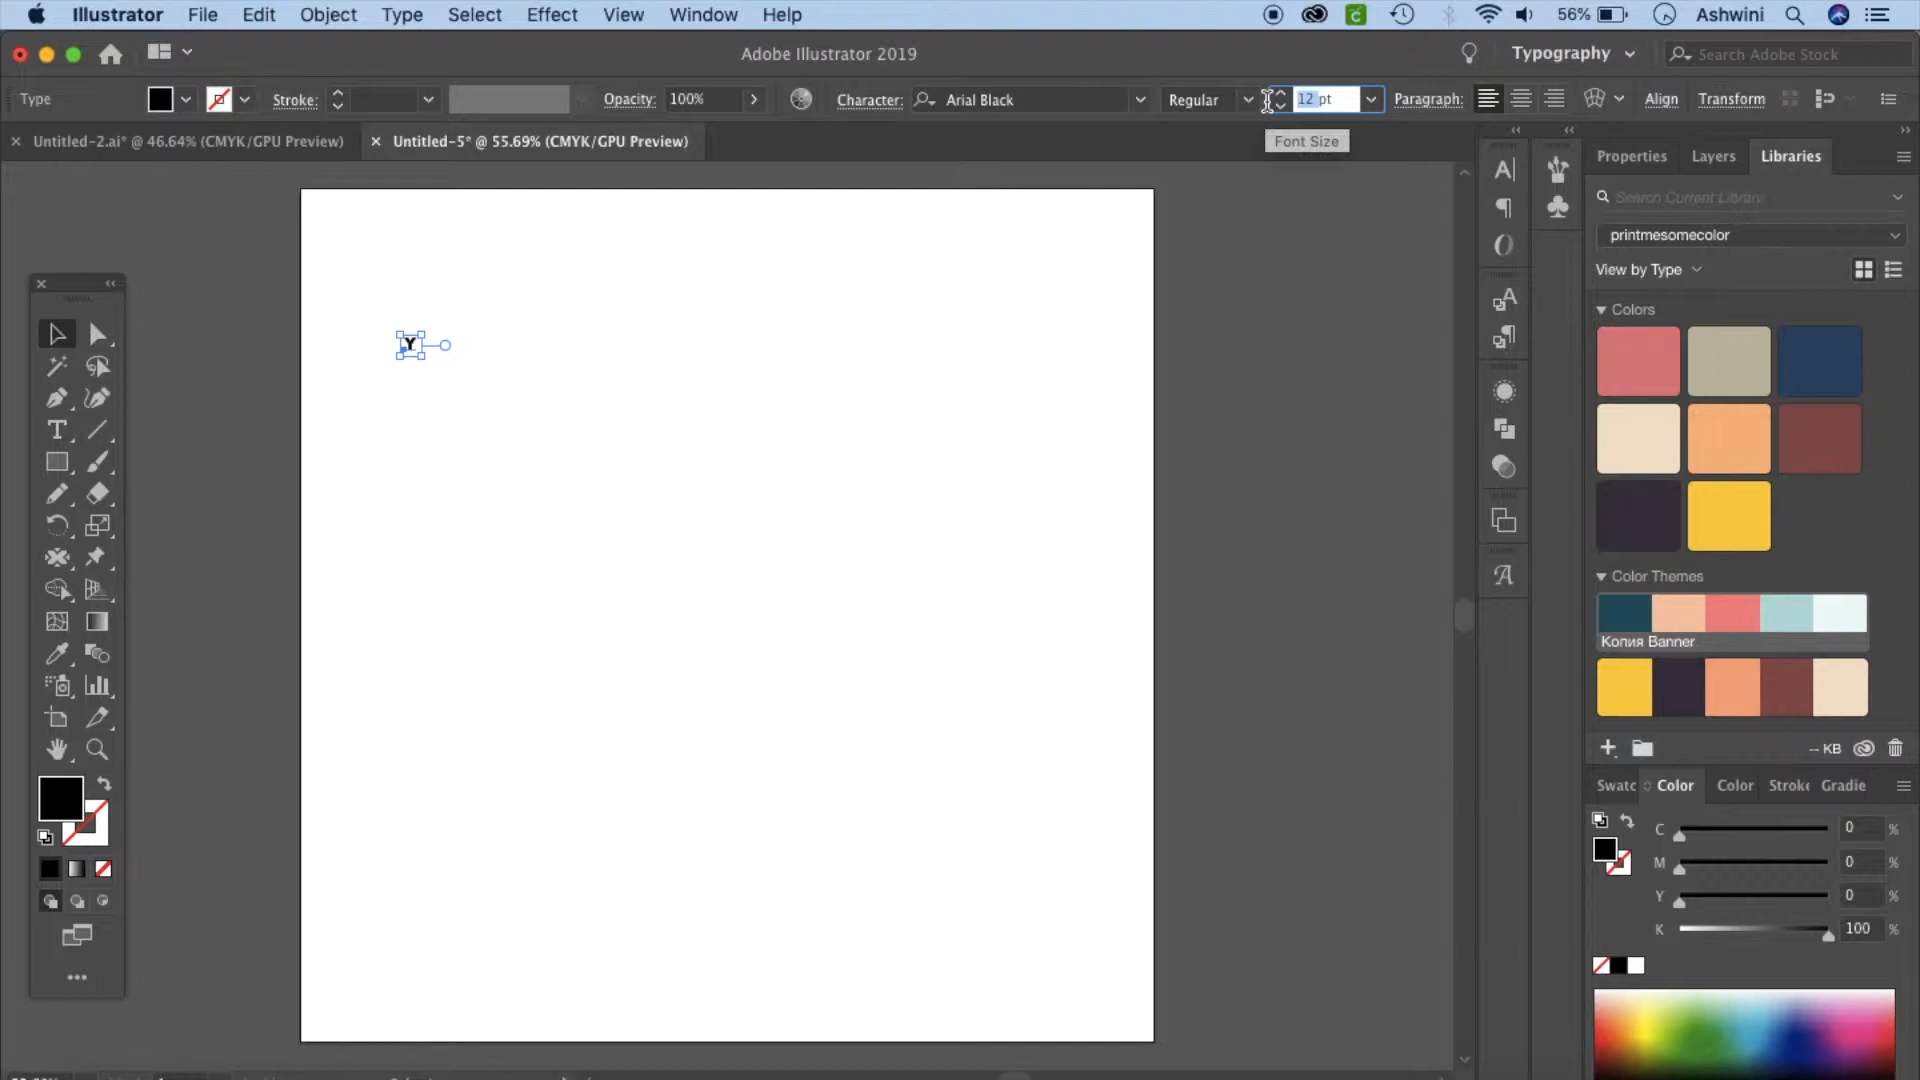 Illustrator File Edit Object Type Select Effect View Window Help 56% Ashwini
Adobe Illustrator 2019 Typography Search Adobe Stock
Type Stroke: Opacity: 100% Character: Arial Black Regular 12 pt Paragraph: Align Transform
Untitled-2.ai* @ 46.64% (CMYK/GPU Preview) Untitled-5* @ 55.69% (CMYK/GPU Preview)
Font Size
Properties Layers Libraries
Search Current Library
printmesomecolor
View by Type
Colors
Y
Color Themes
Копия Banner
-- KB
Swatc Color Color Stroke Gradie
C 0 %
M 0 %
Y 0 %
K 100 %